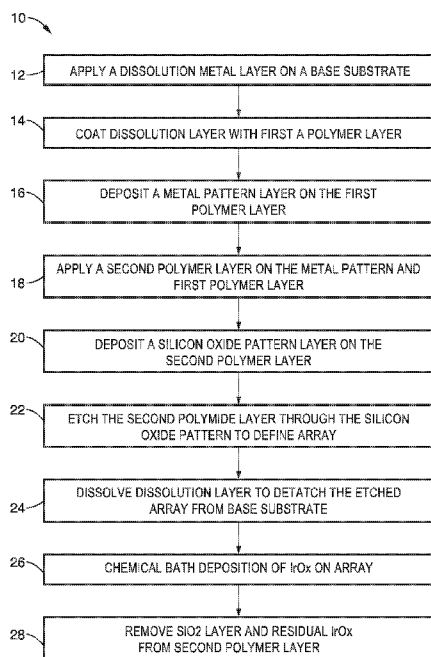 10
12
APPLY A DISSOLUTION METAL LAYER ON A BASE SUBSTRATE
14
COAT DISSOLUTION LAYER WITH FIRST A POLYMER LAYER
16
DEPOSIT A METAL PATTERN LAYER ON THE FIRST
POLYMER LAYER
18
APPLY A SECOND POLYMER LAYER ON THE METAL PATTERN AND
FIRST POLYMER LAYER
20
DEPOSIT A SILICON OXIDE PATTERN LAYER ON THE
SECOND POLYMER LAYER
22
ETCH THE SECOND POLYMIDE LAYER THROUGH THE SILICON
OXIDE PATTERN TO DEFINE ARRAY
24
DISSOLVE DISSOLUTION LAYER TO DETATCH THE ETCHED
ARRAY FROM BASE SUBSTRATE
26
CHEMICAL BATH DEPOSITION OF IrOx ON ARRAY
28
REMOVE SIO2 LAYER AND RESIDUAL IrOx
FROM SECOND POLYMER LAYER